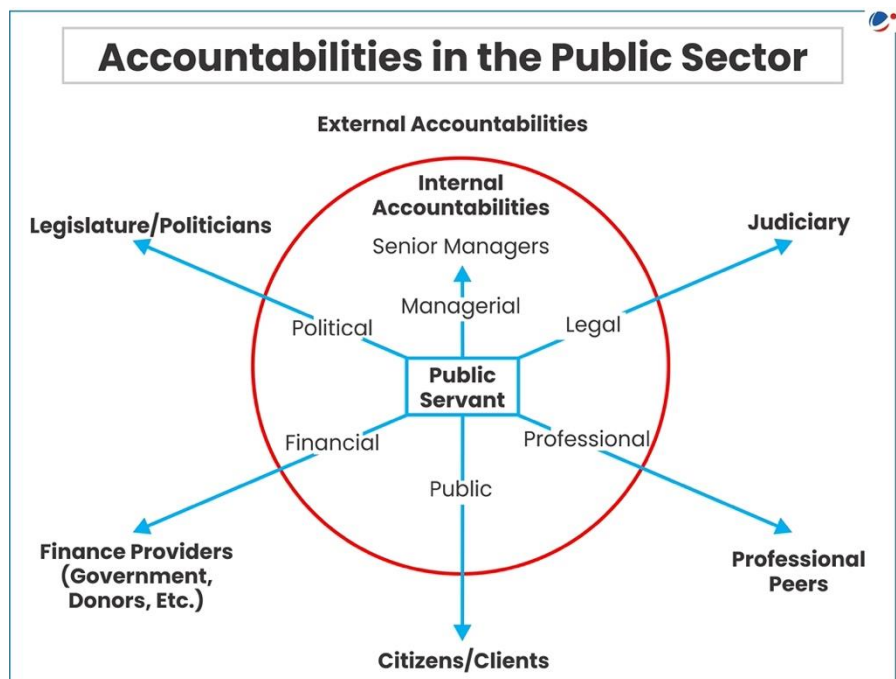 Accountabilities in the Public Sector
External Accountabilities
Internal
Accountabilities
Senior Managers
Legislature/Politicians
Judiciary
Managerial
Political
Legal
Public
Servant
Financial
Professional
Public
Finance Providers
(Government,
Donors, Etc.)
Professional
Peers
Citizens/Clients